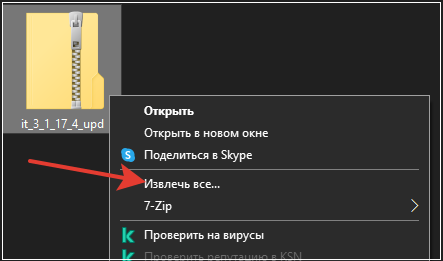 it_3_1_17_4_upd
Открыть
Открыть в новом окне
Поделиться в Skype
Извлечь все...
7-Zip
Проверить на вирусы
Проверить репутацию в KSN